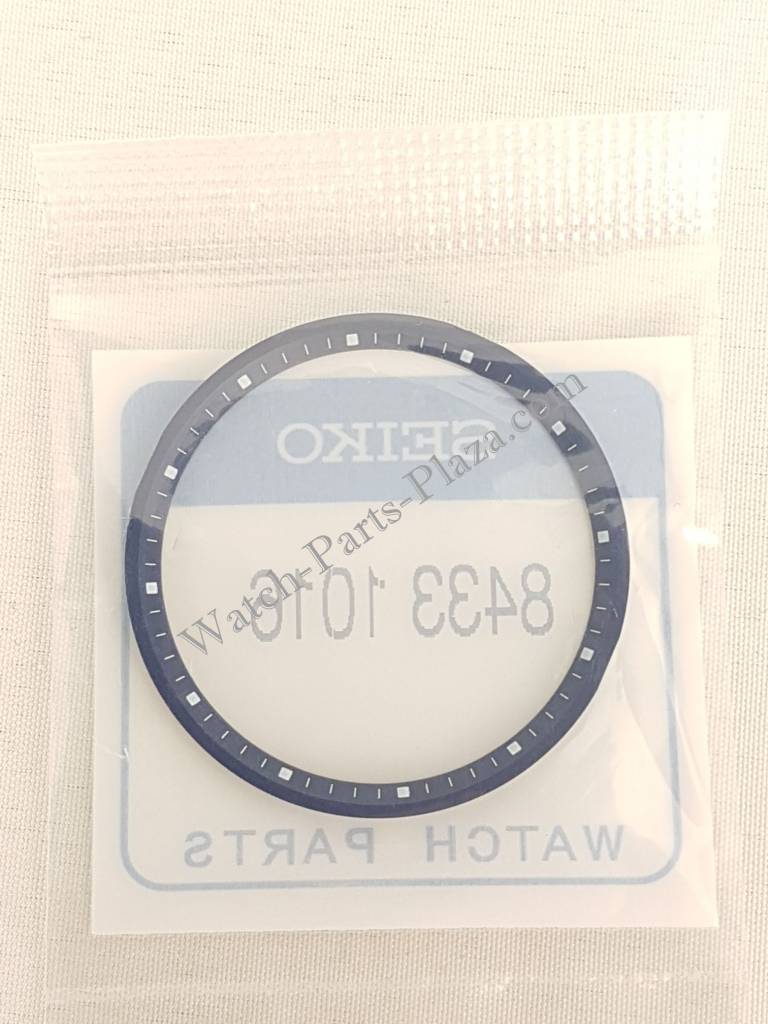 SEIKO
8433 1016
WATCH PARTS
Watch-Parts-Plaza.com